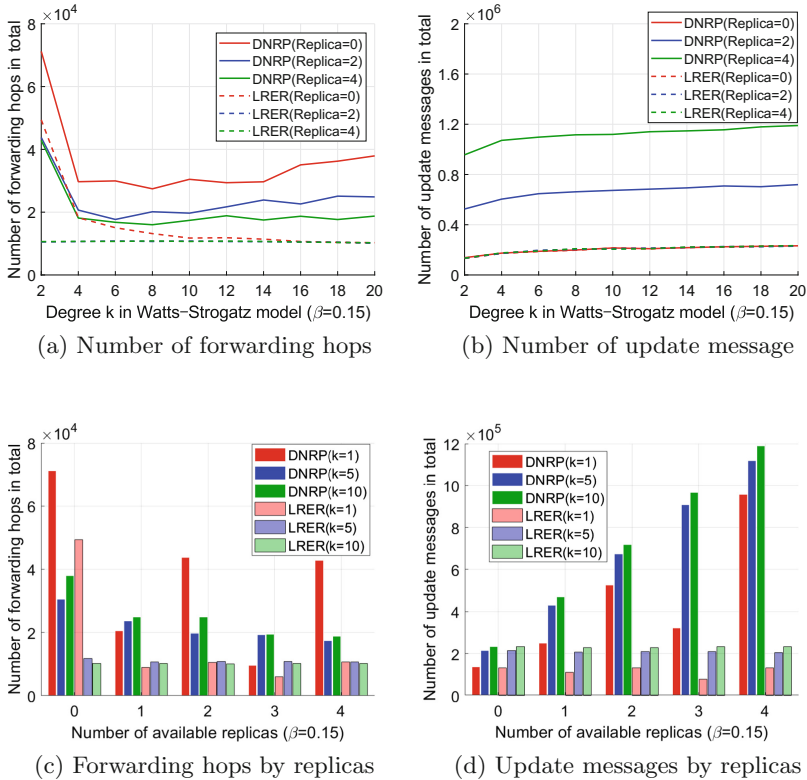 ×10⁴
Number of forwarding hops in total
8
6
4
2
0
2 4 6 8 10 12 14 16 18 20
Degree k in Watts-Strogatz model (β=0.15)
DNRP(Replica=0)
DNRP(Replica=2)
DNRP(Replica=4)
LRER(Replica=0)
LRER(Replica=2)
LRER(Replica=4)
(a) Number of forwarding hops
×10⁶
Number of update messages in total
2
1.6
1.2
0.8
0.4
0
2 4 6 8 10 12 14 16 18 20
Degree k in Watts-Strogatz model (β=0.15)
DNRP(Replica=0)
DNRP(Replica=2)
DNRP(Replica=4)
LRER(Replica=0)
LRER(Replica=2)
LRER(Replica=4)
(b) Number of update message
×10⁴
Number of forwarding hops in total
8
6
4
2
0
0 1 2 3 4
Number of available replicas (β=0.15)
DNRP(k=1)
DNRP(k=5)
DNRP(k=10)
LRER(k=1)
LRER(k=5)
LRER(k=10)
(c) Forwarding hops by replicas
×10⁵
Number of update messages in total
12
10
8
6
4
2
0
0 1 2 3 4
Number of available replicas (β=0.15)
DNRP(k=1)
DNRP(k=5)
DNRP(k=10)
LRER(k=1)
LRER(k=5)
LRER(k=10)
(d) Update messages by replicas